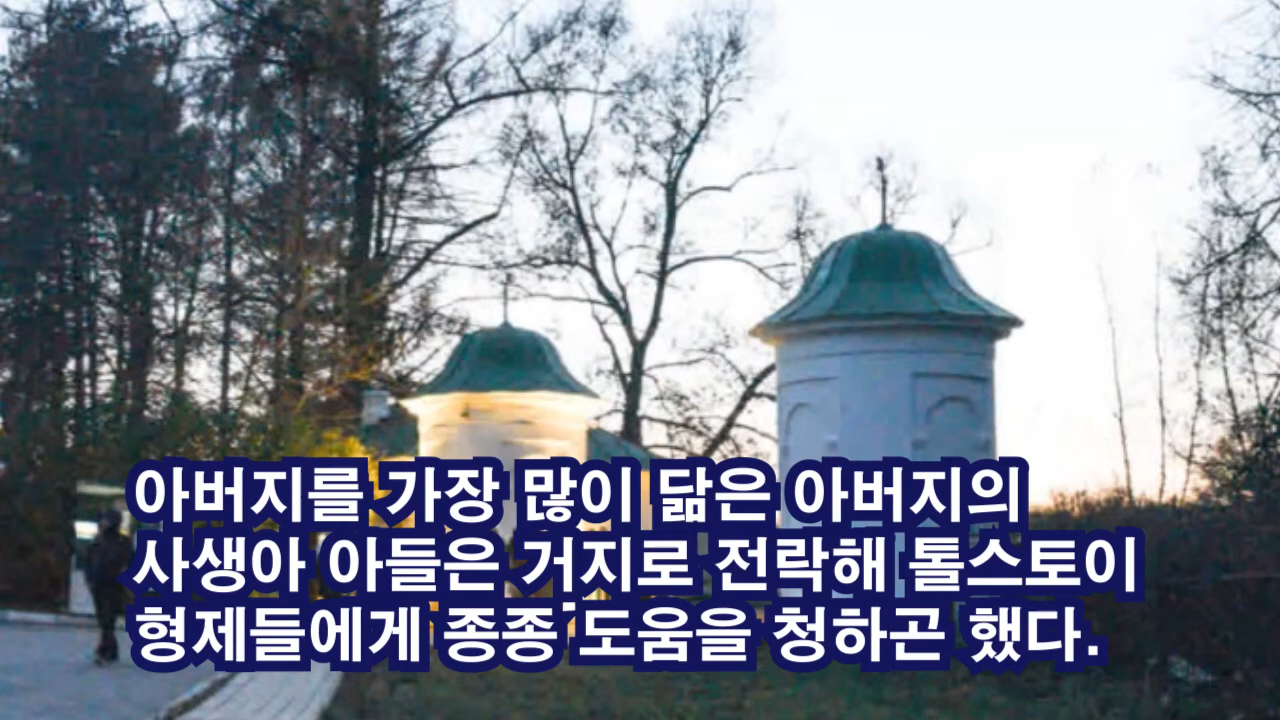 아버지를 가장 많이 닮은 아버지의
사생아 아들은 거지로 전락해 톨스토이
형제들에게 종종 도움을 청하곤 했다.